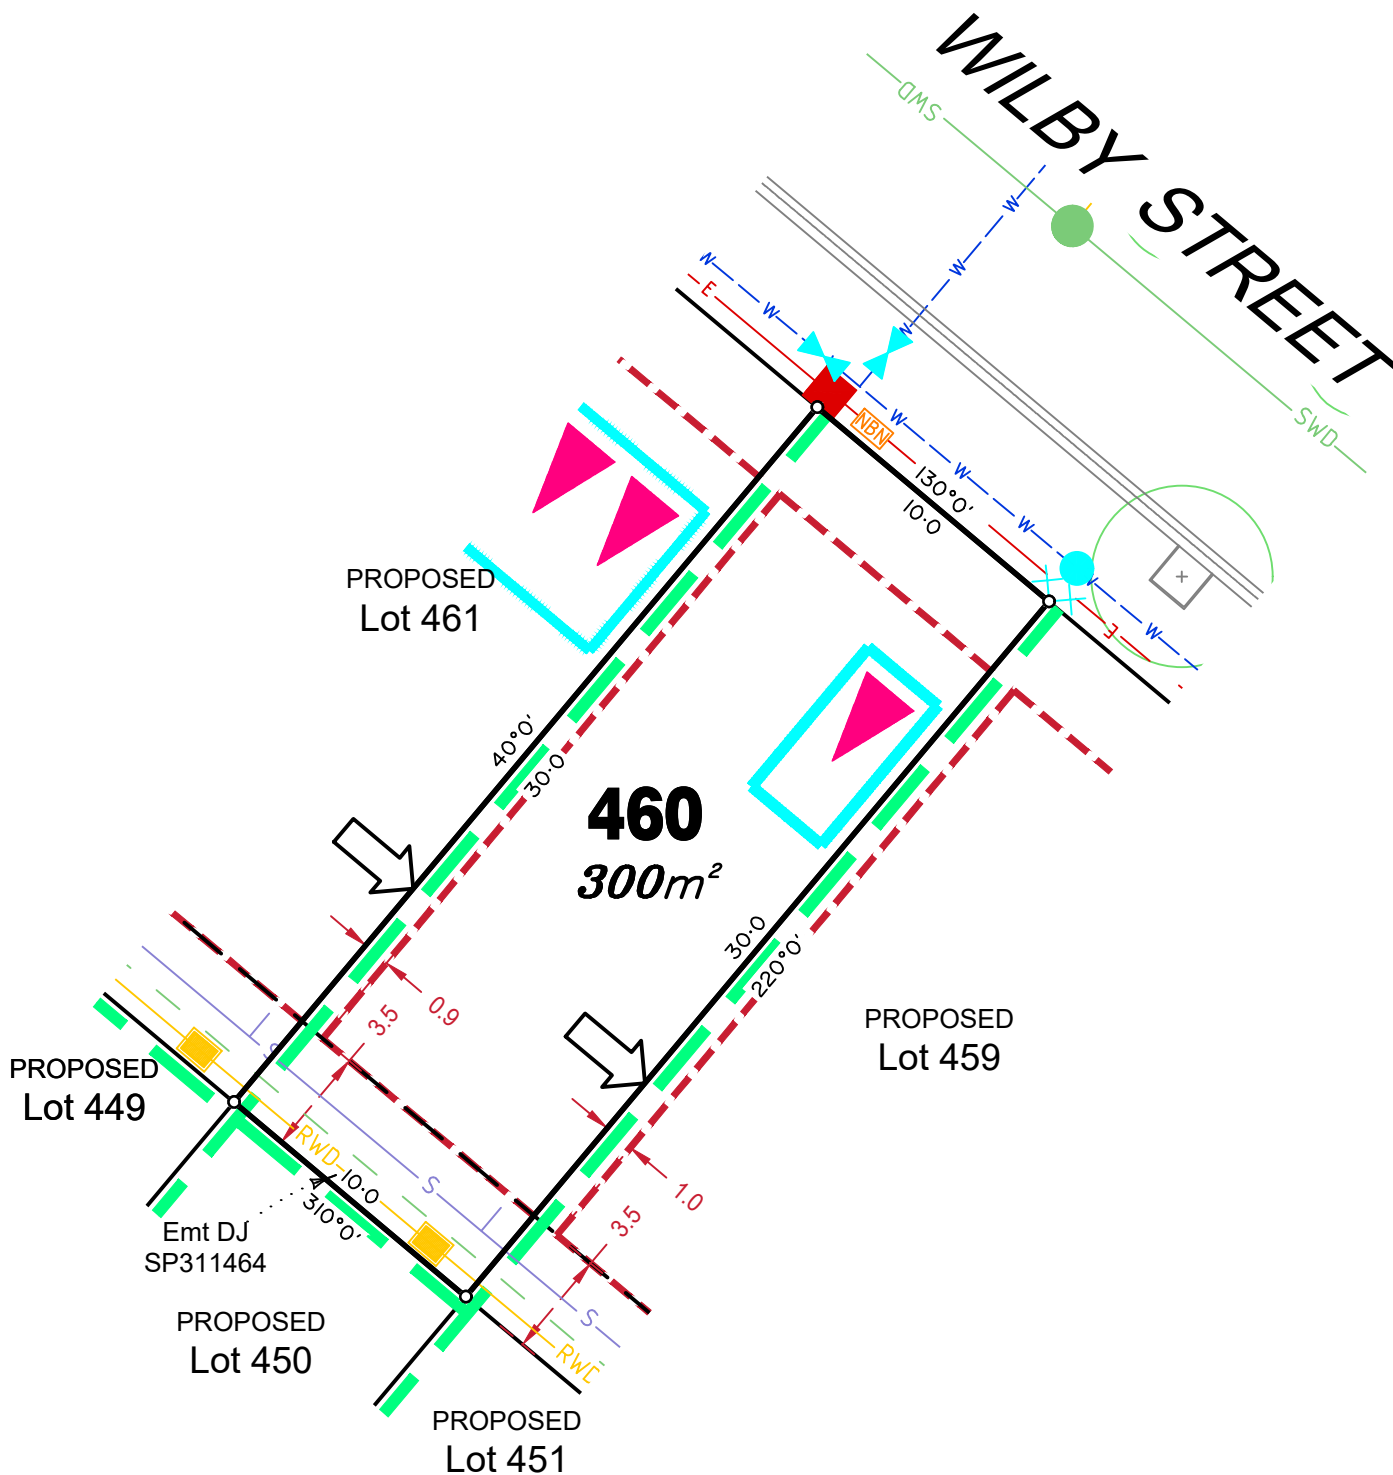 WILBY STREET
SWD
SWD
W
W
W
W
W
E
NBN
W
W
W
130°0'
10·0
W
E
PROPOSED
Lot 461
40°0'
30·0
460
300m²
30·0
220°0'
0.9
3.5
PROPOSED
Lot 459
PROPOSED
Lot 449
S
RWD
10·0
310°0'
S
1.0
3.5
Emt DJ
SP311464
S
PROPOSED
Lot 450
PROPOSED
Lot 451